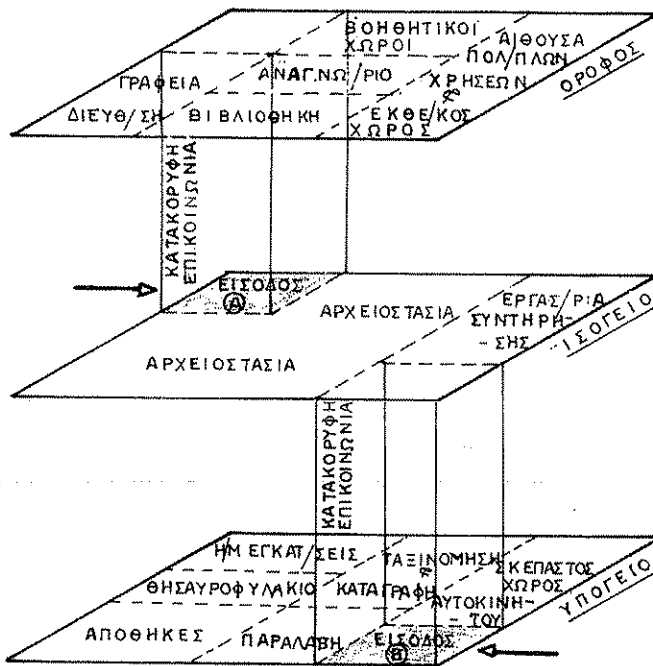 ΒΟΗΘΗΤΙΚΟΙ
ΧΩΡΟΙ
ΑΙΘΟΥΣΑ
ΠΟΛ/ΠΛΩΝ
ΧΡΗΣΕΩΝ
&
ΕΚΘΕ/ΚΟΣ
ΧΩΡΟΣ
ΓΡΑΦΕΙΑ
ΑΝΑΓΝΩ/ΡΙΟ
ΔΙΕΥΘ/ΣΗ
ΒΙΒΛΙΟΘΗΚΗ
ΟΡΟΦΟΣ
ΚΑΤΑΚΟΡΥΦΗ
ΕΠΙΚΟΙΝΩΝΙΑ
ΕΙΣΟΔΟΣ
Α
ΑΡΧΕΙΟΣΤΑΣΙΑ
ΕΡΓΑΣ/ΡΙΑ
ΣΥΝΤΗΡΗ-
-ΣΗΣ
ΙΣΟΓΕΙΟ
ΑΡΧΕΙΟΣΤΑΣΙΑ
ΚΑΤΑΚΟΡΥΦΗ
ΕΠΙΚΟΙΝΩΝΙΑ
ΗΜ ΕΓΚΑΤ/ΣΕΙΣ
ΤΑΞΙΝΟΜΗΣΗ
&
ΚΑΤΑΓΡΑΦΗ
ΣΚΕΠΑΣΤΟΣ
ΧΩΡΟΣ
ΑΥΤΟΚΙΝΗ-
-ΤΟΥ
ΘΗΣΑΥΡΟΦΥΛΑΚΙΟ
ΑΠΟΘΗΚΕΣ
ΠΑΡΑΛΑΒΗ
ΕΙΣΟΔΟΣ
Β
ΥΠΟΓΕΙΟ